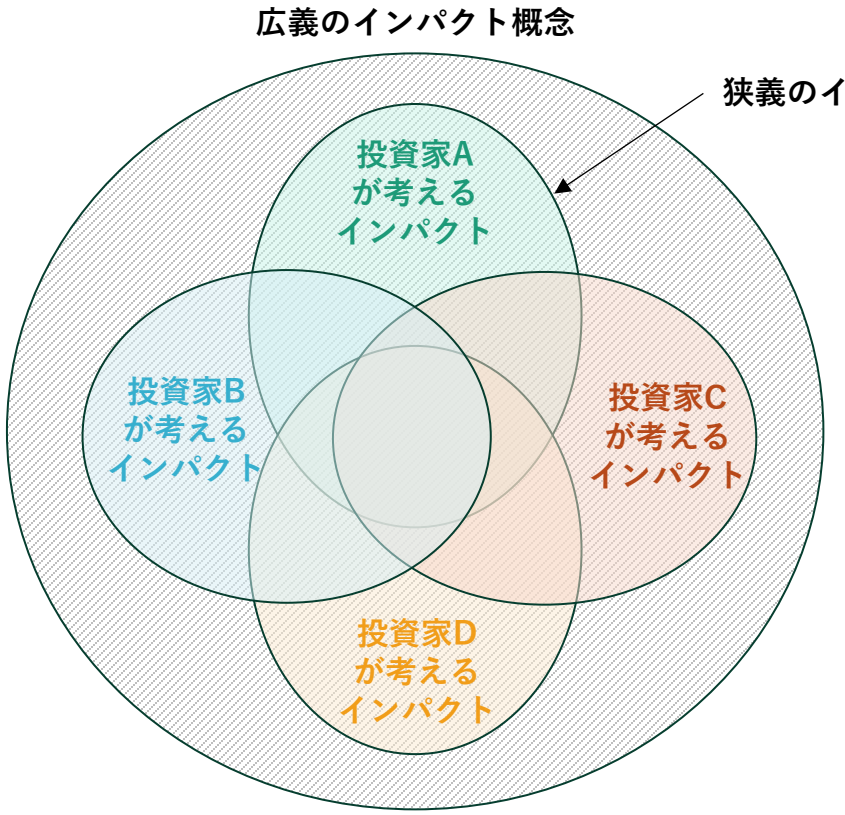 広義のインパクト概念
狭義のイ
投資家A
が考える
インパクト
投資家B
が考える
インパクト
投資家C
が考える
インパクト
投資家D
が考える
インパクト